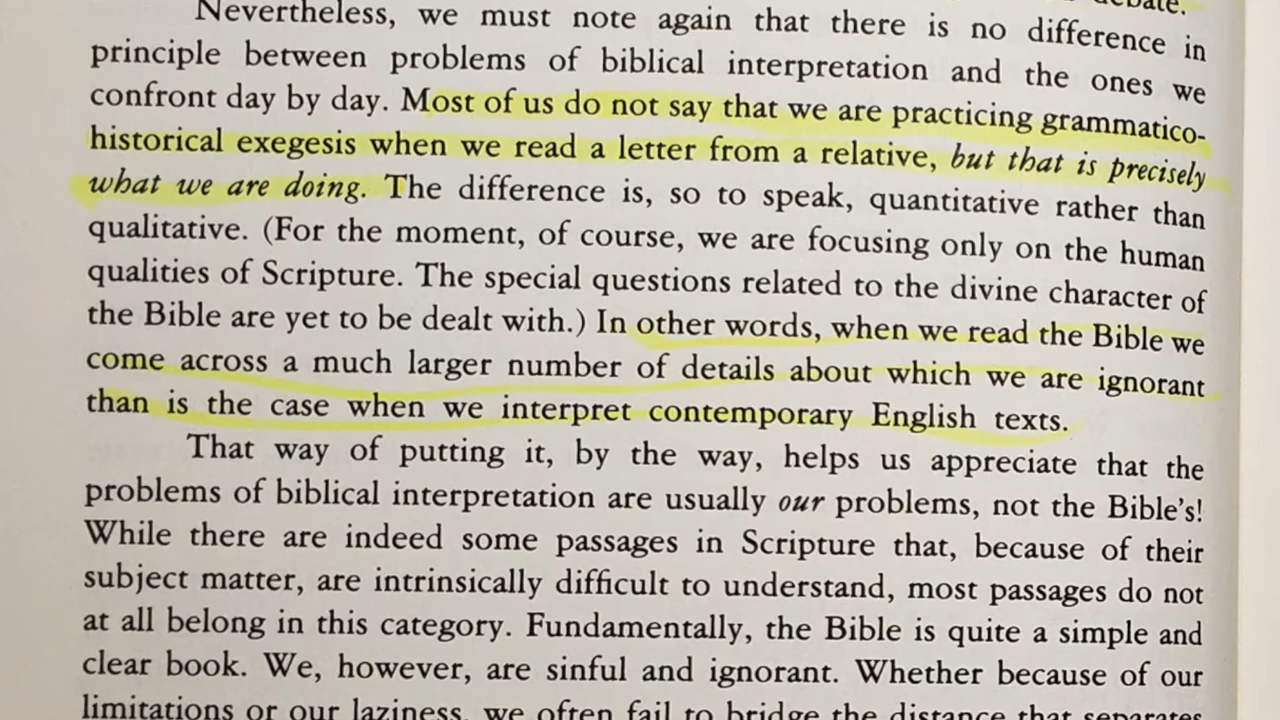 debate.
Nevertheless, we must note again that there is no difference in
principle between problems of biblical interpretation and the ones we
confront day by day. Most of us do not say that we are practicing grammatico-
historical exegesis when we read a letter from a relative, but that is precisely
what we are doing. The difference is, so to speak, quantitative rather than
qualitative. (For the moment, of course, we are focusing only on the human
qualities of Scripture. The special questions related to the divine character of
the Bible are yet to be dealt with.) In other words, when we read the Bible we
come across a much larger number of details about which we are ignorant
than is the case when we interpret contemporary English texts.
That way of putting it, by the way, helps us appreciate that the
problems of biblical interpretation are usually our problems, not the Bible's!
While there are indeed some passages in Scripture that, because of their
subject matter, are intrinsically difficult to understand, most passages do not
at all belong in this category. Fundamentally, the Bible is quite a simple and
clear book. We, however, are sinful and ignorant. Whether because of our
limitations or our laziness, we often fail to bridge the distance that separates